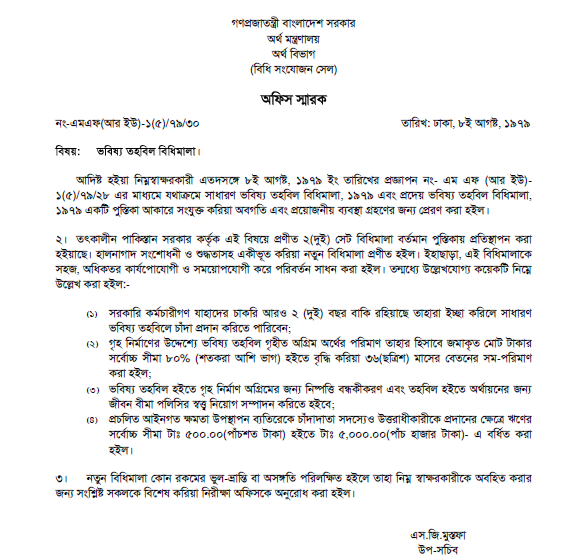 গণপ্রজাতন্ত্রী বাংলাদেশ সরকার
অর্থ মন্ত্রণালয়
অর্থ বিভাগ
(বিধি সংযোজন সেল)
অফিস স্মারক
নং-এমএফ(আর ইউ)-১(৫)/৭৯/৩০ তারিখ: ঢাকা, ৮ই আগষ্ট, ১৯৭৯
বিষয়: ভবিষ্য তহবিল বিধিমালা।
আদিষ্ট হইয়া নিম্নস্বাক্ষরকারী এতদসঙ্গে ৮ই আগষ্ট, ১৯৭৯ ইং তারিখের প্রজ্ঞাপন নং- এম এফ (আর ইউ)-
১(৫)/৭৯/২৮ এর মাধ্যমে যথাক্রমে সাধারণ ভবিষ্য তহবিল বিধিমালা, ১৯৭৯ এবং প্রদেয় ভবিষ্য তহবিল বিধিমালা,
১৯৭৯ একটি পুস্তিকা আকারে সংযুক্ত করিয়া অবগতি এবং প্রয়োজনীয় ব্যবস্থা গ্রহণের জন্য প্রেরণ করা হইল।
২। তৎকালীন পাকিস্তান সরকার কর্তৃক এই বিষয়ে প্রণীত ২(দুই) সেট বিধিমালা বর্তমান পুস্তিকায় প্রতিস্থাপন করা
হইয়াছে। হালনাগাদ সংশোধনী ও শুদ্ধতাসহ একীভূত করিয়া নতুন বিধিমালা প্রণীত হইল। ইহাছাড়া, এই বিধিমালাকে
সহজ, অধিকতর কার্যপোযোগী ও সময়োপযোগী করে পরিবর্তন সাধন করা হইল। তন্মধ্যে উল্লেখযোগ্য কয়েকটি নিম্নে
উল্লেখ করা হইল:-
(১) সরকারি কর্মচারীগণ যাহাদের চাকরি আরও ২ (দুই) বছর বাকি রহিয়াছে তাহারা ইচ্ছা করিলে সাধারণ
ভবিষ্য তহবিলে চাঁদা প্রদান করিতে পারিবেন;
(২) গৃহ নির্মাণের উদ্দেশ্যে ভবিষ্য তহবিল গৃহীত অগ্রিম অর্থের পরিমাণ তাহার হিসাবে জমাকৃত মোট টাকার
সর্বোচ্চ সীমা ৮০% (শতকরা আশি ভাগ) হইতে বৃদ্ধি করিয়া ৩৬(ছত্রিশ) মাসের বেতনের সম-পরিমাণ
করা হইল;
(৩) ভবিষ্য তহবিল হইতে গৃহ নির্মাণ অগ্রিমের জন্য নিষ্পত্তি বন্ধকীকরণ এবং তহবিল হইতে অর্থায়নের জন্য
জীবন বীমা পলিসির স্বত্ত্ব নিয়োগ সম্পাদন করিতে হইবে;
(৪) প্রচলিত আইনগত ক্ষমতা উপস্থাপন ব্যতিরেকে চাঁদাদাতা সদস্যেও উত্তরাধীকারীকে প্রদানের ক্ষেত্রে ঋণের
সর্বোচ্চ সীমা টাঃ ৫০০.০০(পাঁচশত টাকা) হইতে টাঃ ৫,০০০.০০(পাঁচ হাজার টাকা)- এ বর্ধিত করা
হইল।
৩। নতুন বিধিমালা কোন রকমের ভুল-ভ্রান্তি বা অসঙ্গতি পরিলক্ষিত হইলে তাহা নিম্ন স্বাক্ষরকারীকে অবহিত করার
জন্য সংশ্লিষ্ট সকলকে বিশেষ করিয়া নিরীক্ষা অফিসকে অনুরোধ করা হইল।
এস.জি.মুস্তফা
উপ-সচিব